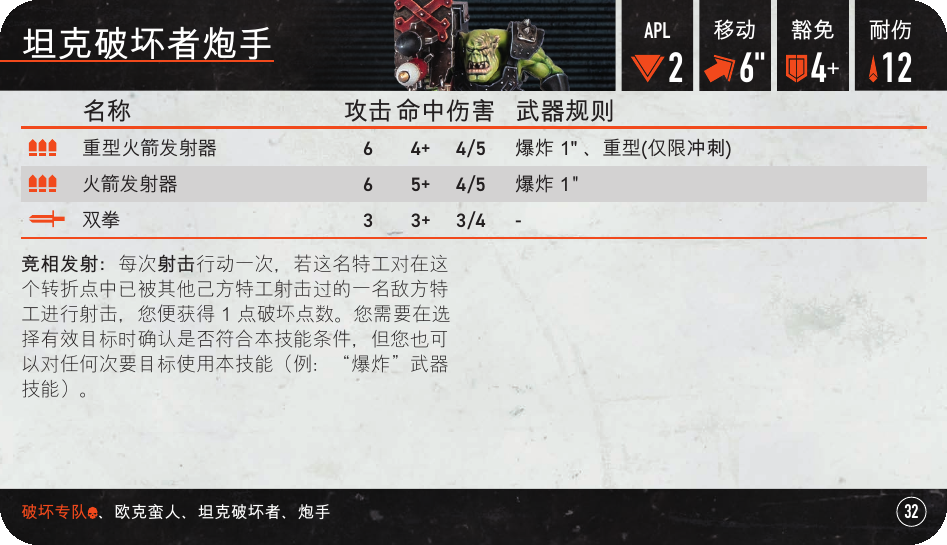 坦克破坏者炮手
APL 移动 豁免 耐伤
2 6" 4+ 12
名称 攻击 命中 伤害 武器规则
重型火箭发射器 6 4+ 4/5 爆炸 1" 、重型(仅限冲刺)
火箭发射器 6 5+ 4/5 爆炸 1"
双拳 3 3+ 3/4 -
竞相发射：每次射击行动一次，若这名特工对在这
个转折点中已被其他己方特工射击过的一名敌方特
工进行射击，您便获得 1 点破坏点数。您需要在选
择有效目标时确认是否符合本技能条件，但您也可
以对任何次要目标使用本技能（例：“爆炸”武器
技能）。
破坏专队、欧克蛮人、坦克破坏者、炮手
32